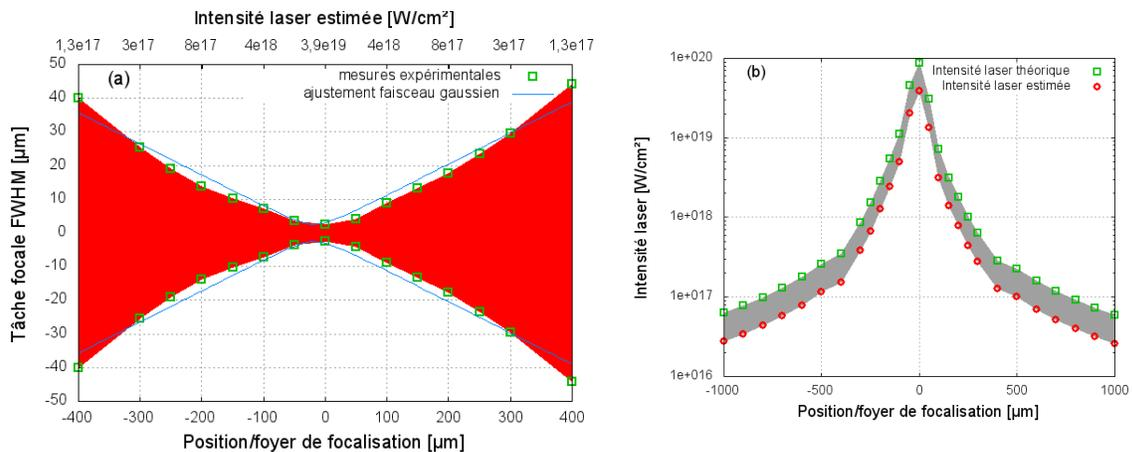 Intensité laser estimée [W/cm²]
1,3e17 3e17 8e17 4e18 3,9e19 4e18 8e17 3e17 1,3e17
(a)
mesures expérimentales
ajustement faisceau gaussien
Tâche focale FWHM [µm]
50
40
30
20
10
0
-10
-20
-30
-40
-50
-400 -300 -200 -100 0 100 200 300 400
Position/foyer de focalisation [µm]
(b)
Intensité laser théorique
Intensité laser estimée
Intensité laser [W/cm²]
1e+020
1e+019
1e+018
1e+017
1e+016
-1000 -500 0 500 1000
Position/foyer de focalisation [µm]